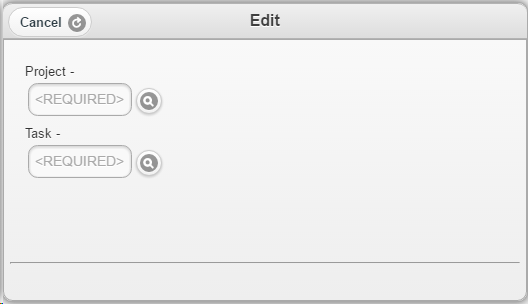 Cancel Edit
Project -
<REQUIRED>
Task -
<REQUIRED>